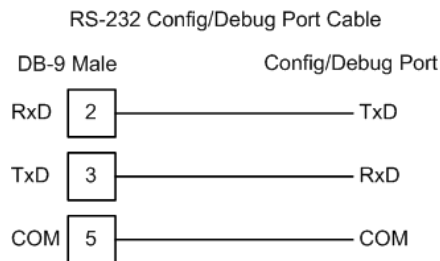 RS-232 Config/Debug Port Cable
DB-9 Male Config/Debug Port
RxD 2 TxD
TxD 3 RxD
COM 5 COM